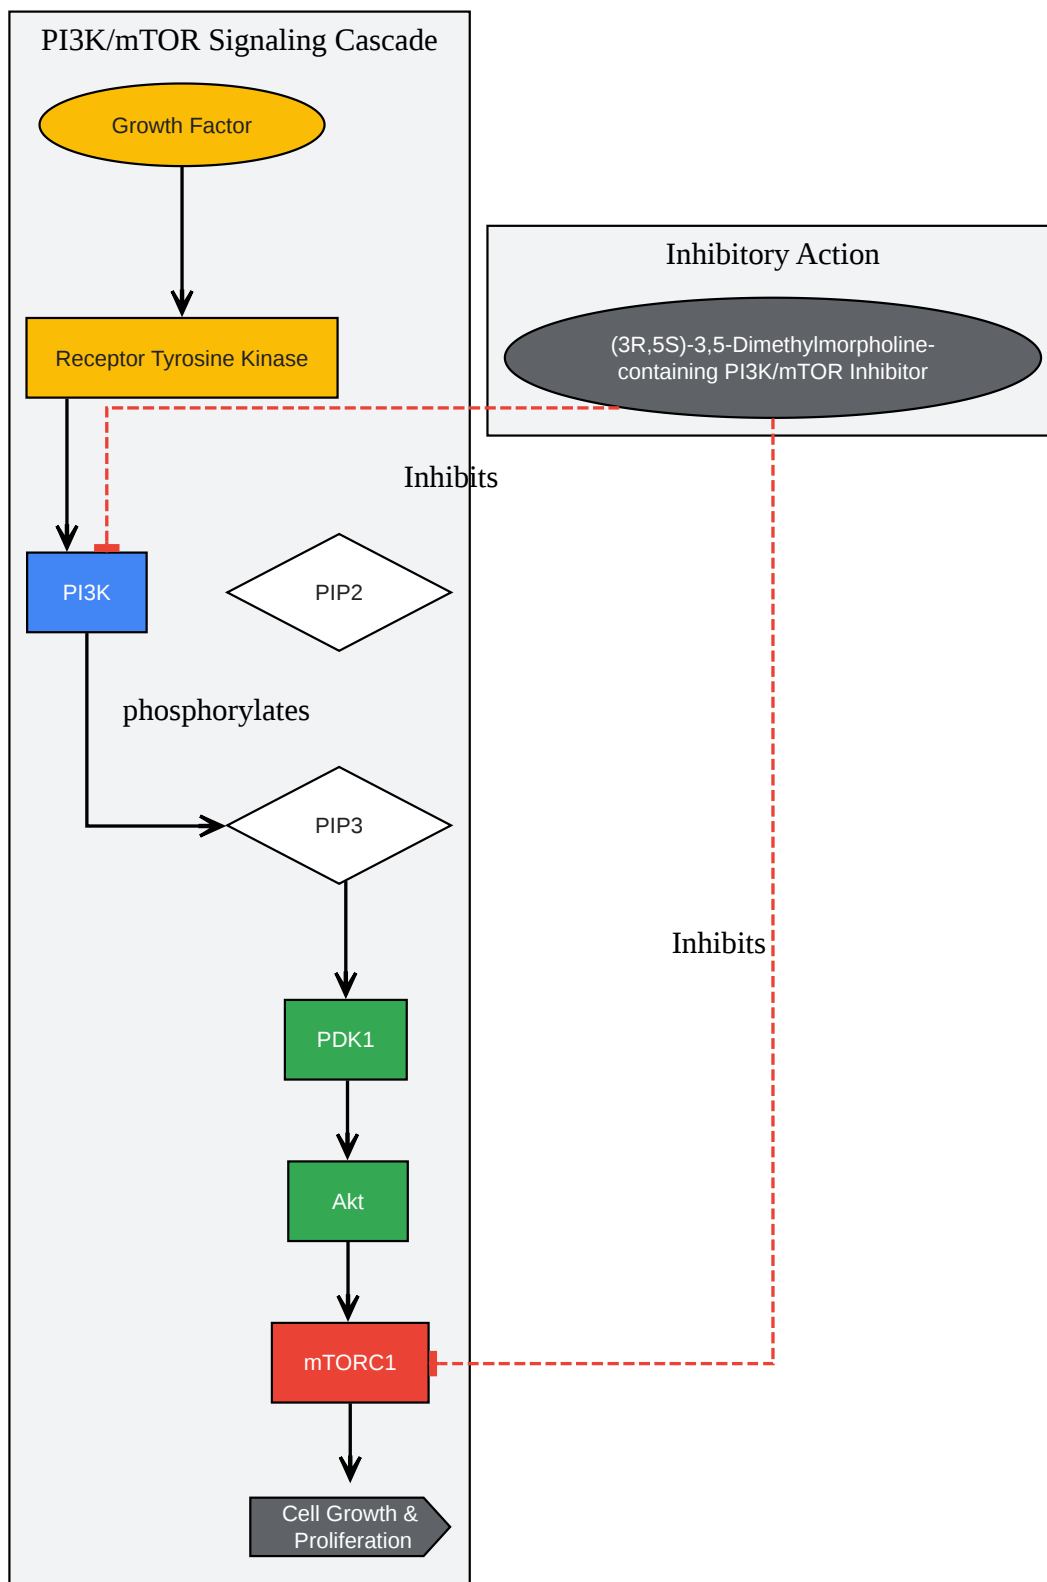 PI3K/mTOR Signaling Cascade
Growth Factor
Inhibitory Action
(3R,5S)-3,5-Dimethylmorpholine-
containing PI3K/mTOR Inhibitor
Receptor Tyrosine Kinase
Inhibits
PI3K
PIP2
phosphorylates
PIP3
Inhibits
PDK1
Akt
mTORC1
Cell Growth &
Proliferation